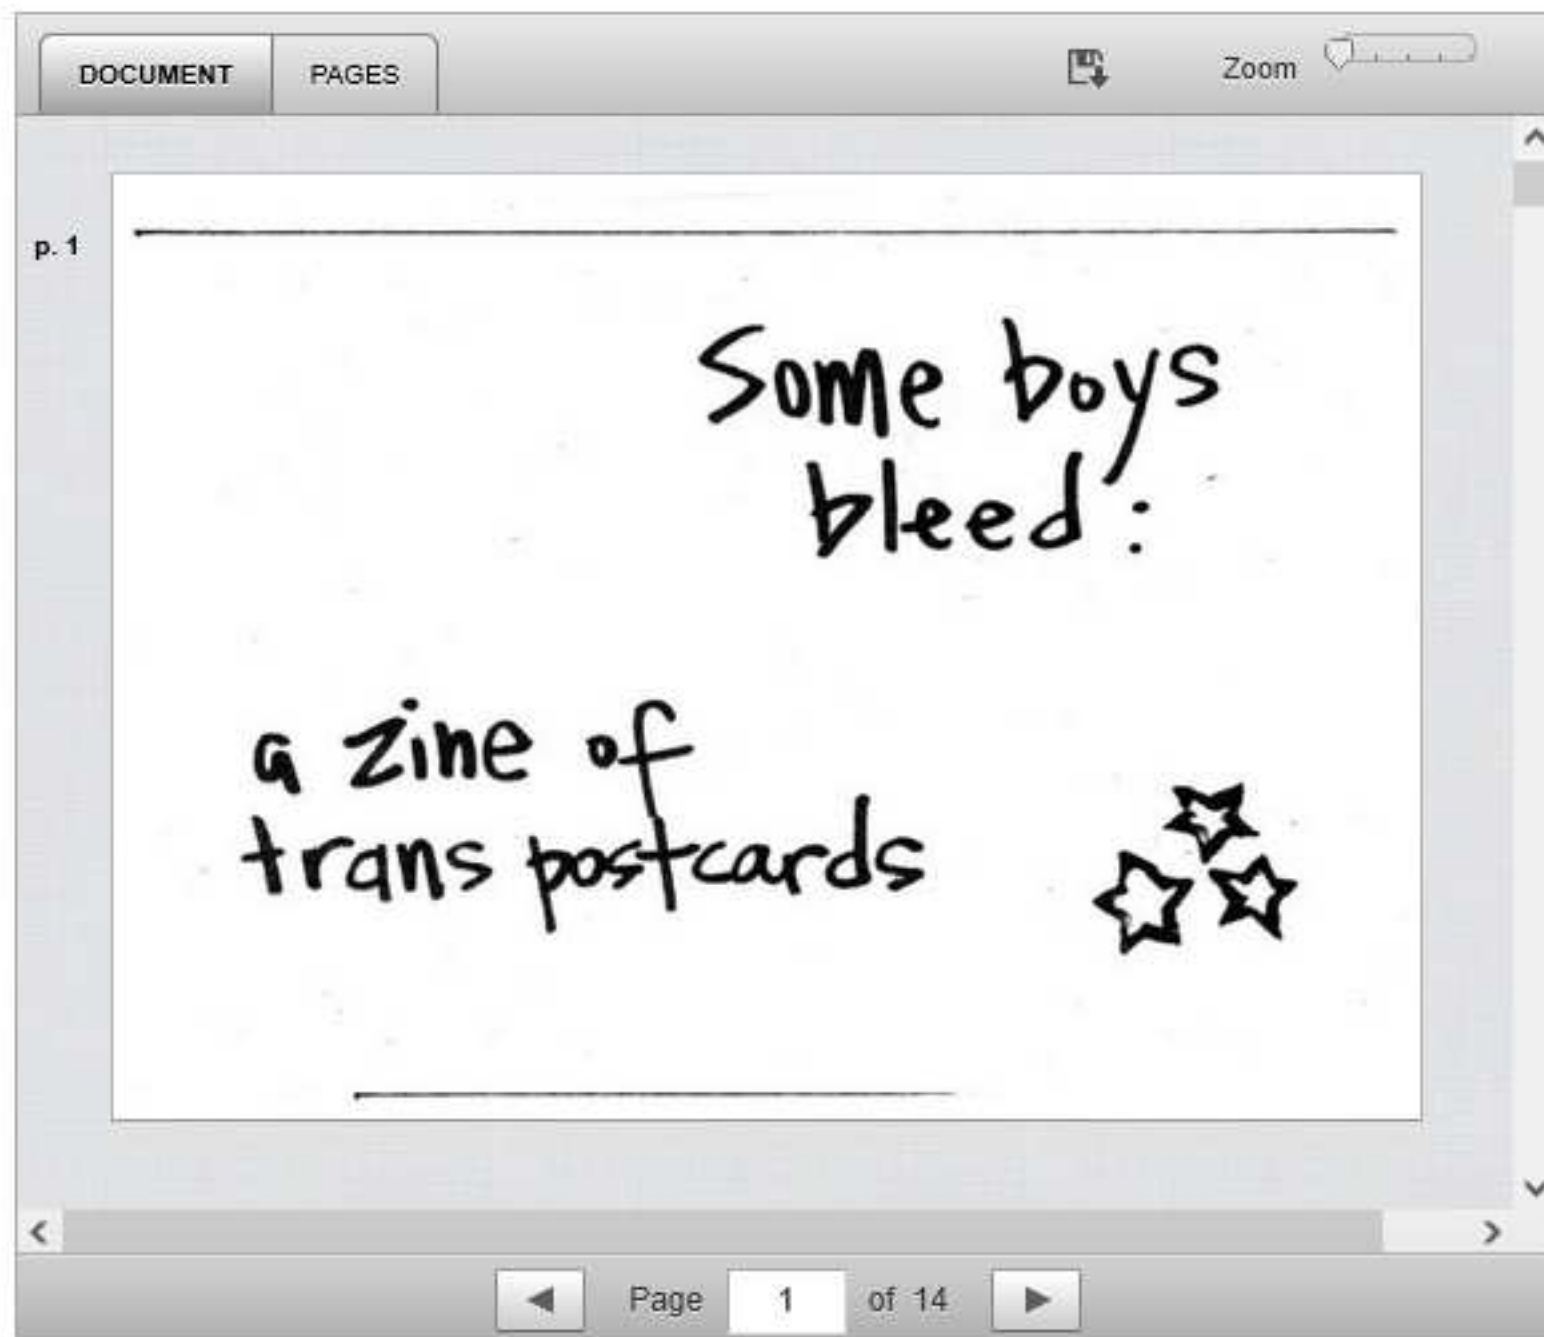 DOCUMENT PAGES Zoom
p. 1
Some boys
bleed:
a zine of
trans postcards
Page 1 of 14